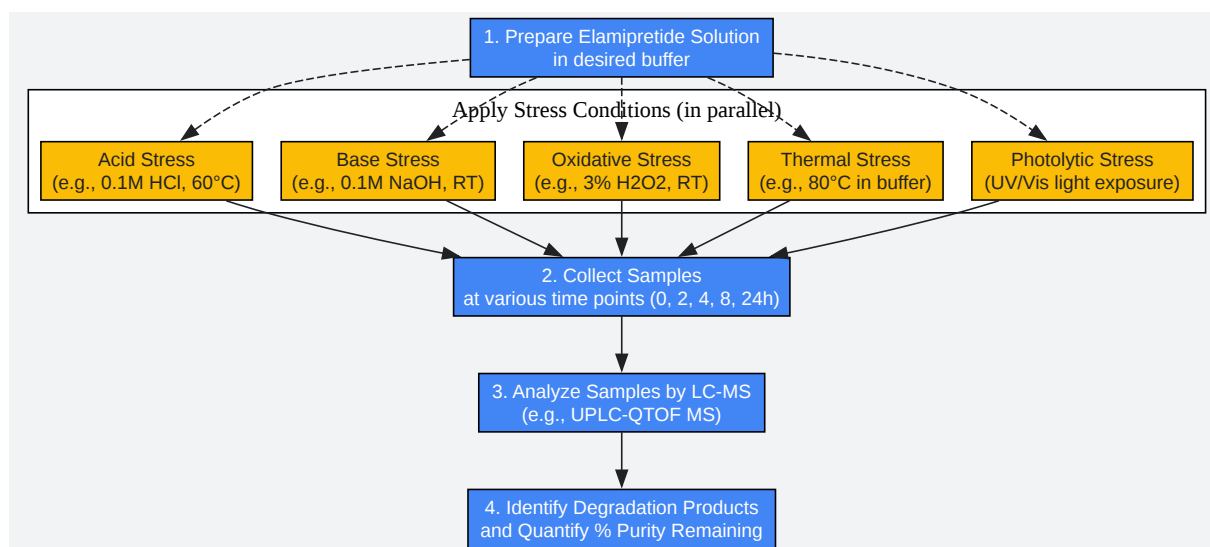 1. Prepare Elamipretide Solution
in desired buffer
Apply Stress Conditions (in parallel)
Acid Stress
(e.g., 0.1M HCl, 60°C)
Base Stress
(e.g., 0.1M NaOH, RT)
Oxidative Stress
(e.g., 3% H2O2, RT)
Thermal Stress
(e.g., 80°C in buffer)
Photolytic Stress
(UV/Vis light exposure)
2. Collect Samples
at various time points (0, 2, 4, 8, 24h)
3. Analyze Samples by LC-MS
(e.g., UPLC-QTOF MS)
4. Identify Degradation Products
and Quantify % Purity Remaining